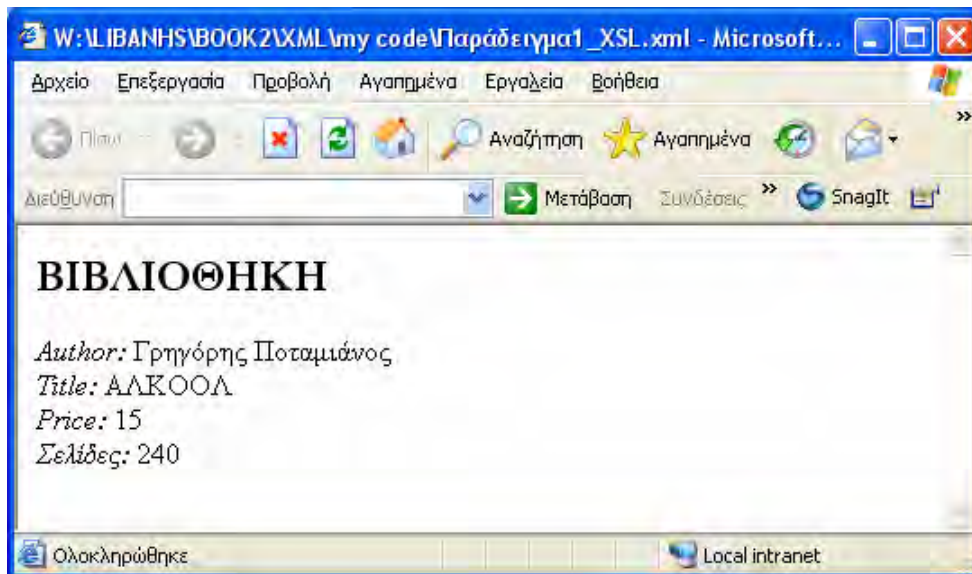 W:\LIBANHS\BOOK2\XML\my code\Παράδειγμα1_XSL.xml - Microsoft...
Αρχείο Επεξεργασία Προβολή Αγαπημένα Εργαλεία Βοήθεια »
Πίσω Αναζήτηση Αγαπημένα
Διεύθυνση Μετάβαση Συνδέσεις » SnagIt
ΒΙΒΛΙΟΘΗΚΗ
Author: Γρηγόρης Ποταμιάνος
Title: ΑΛΚΟΟΛ
Price: 15
Σελίδες: 240
Ολοκληρώθηκε Local intranet